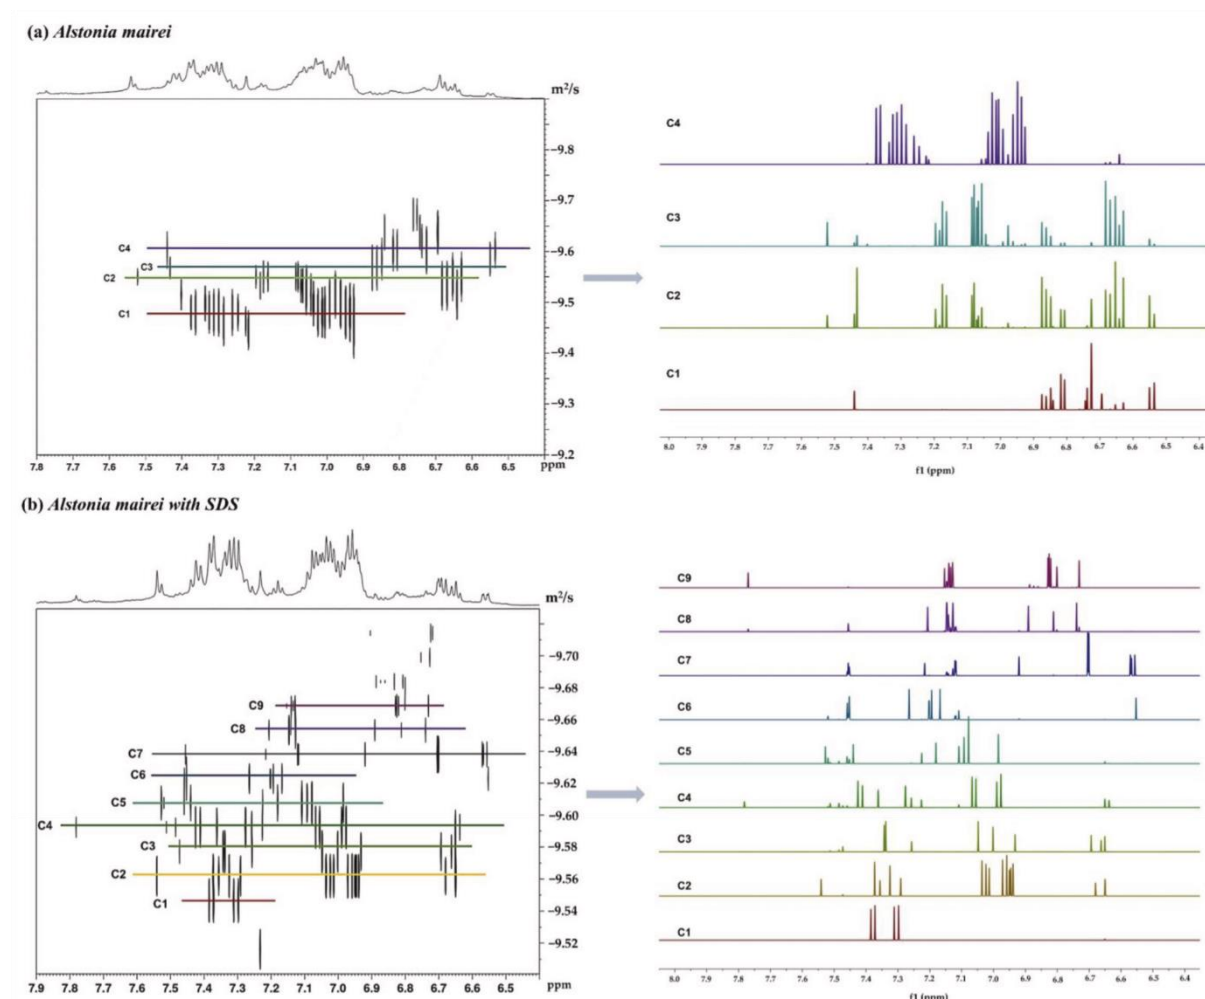 (a) Alstonia mairei
m²/s
−9.8
−9.7
−9.6
−9.5
−9.4
−9.3
−9.2
C4
C3
C2
C1
7.8 7.7 7.6 7.5 7.4 7.3 7.2 7.1 7.0 6.9 6.8 6.7 6.6 6.5 ppm
C4
C3
C2
C1
8.0 7.9 7.8 7.7 7.6 7.5 7.4 7.3 7.2 7.1 7.0 6.9 6.8 6.7 6.6 6.5 6.4
f1 (ppm)
(b) Alstonia mairei with SDS
m²/s
−9.70
−9.68
−9.66
−9.64
−9.62
−9.60
−9.58
−9.56
−9.54
−9.52
C9
C8
C7
C6
C5
C4
C3
C2
C1
7.9 7.8 7.7 7.6 7.5 7.4 7.3 7.2 7.1 7.0 6.9 6.8 6.7 6.6 6.5 ppm
C9
C8
C7
C6
C5
C4
C3
C2
C1
8.0 7.9 7.8 7.7 7.6 7.5 7.4 7.3 7.2 7.1 7.0 6.9 6.8 6.7 6.6 6.5 6.4
f1 (ppm)